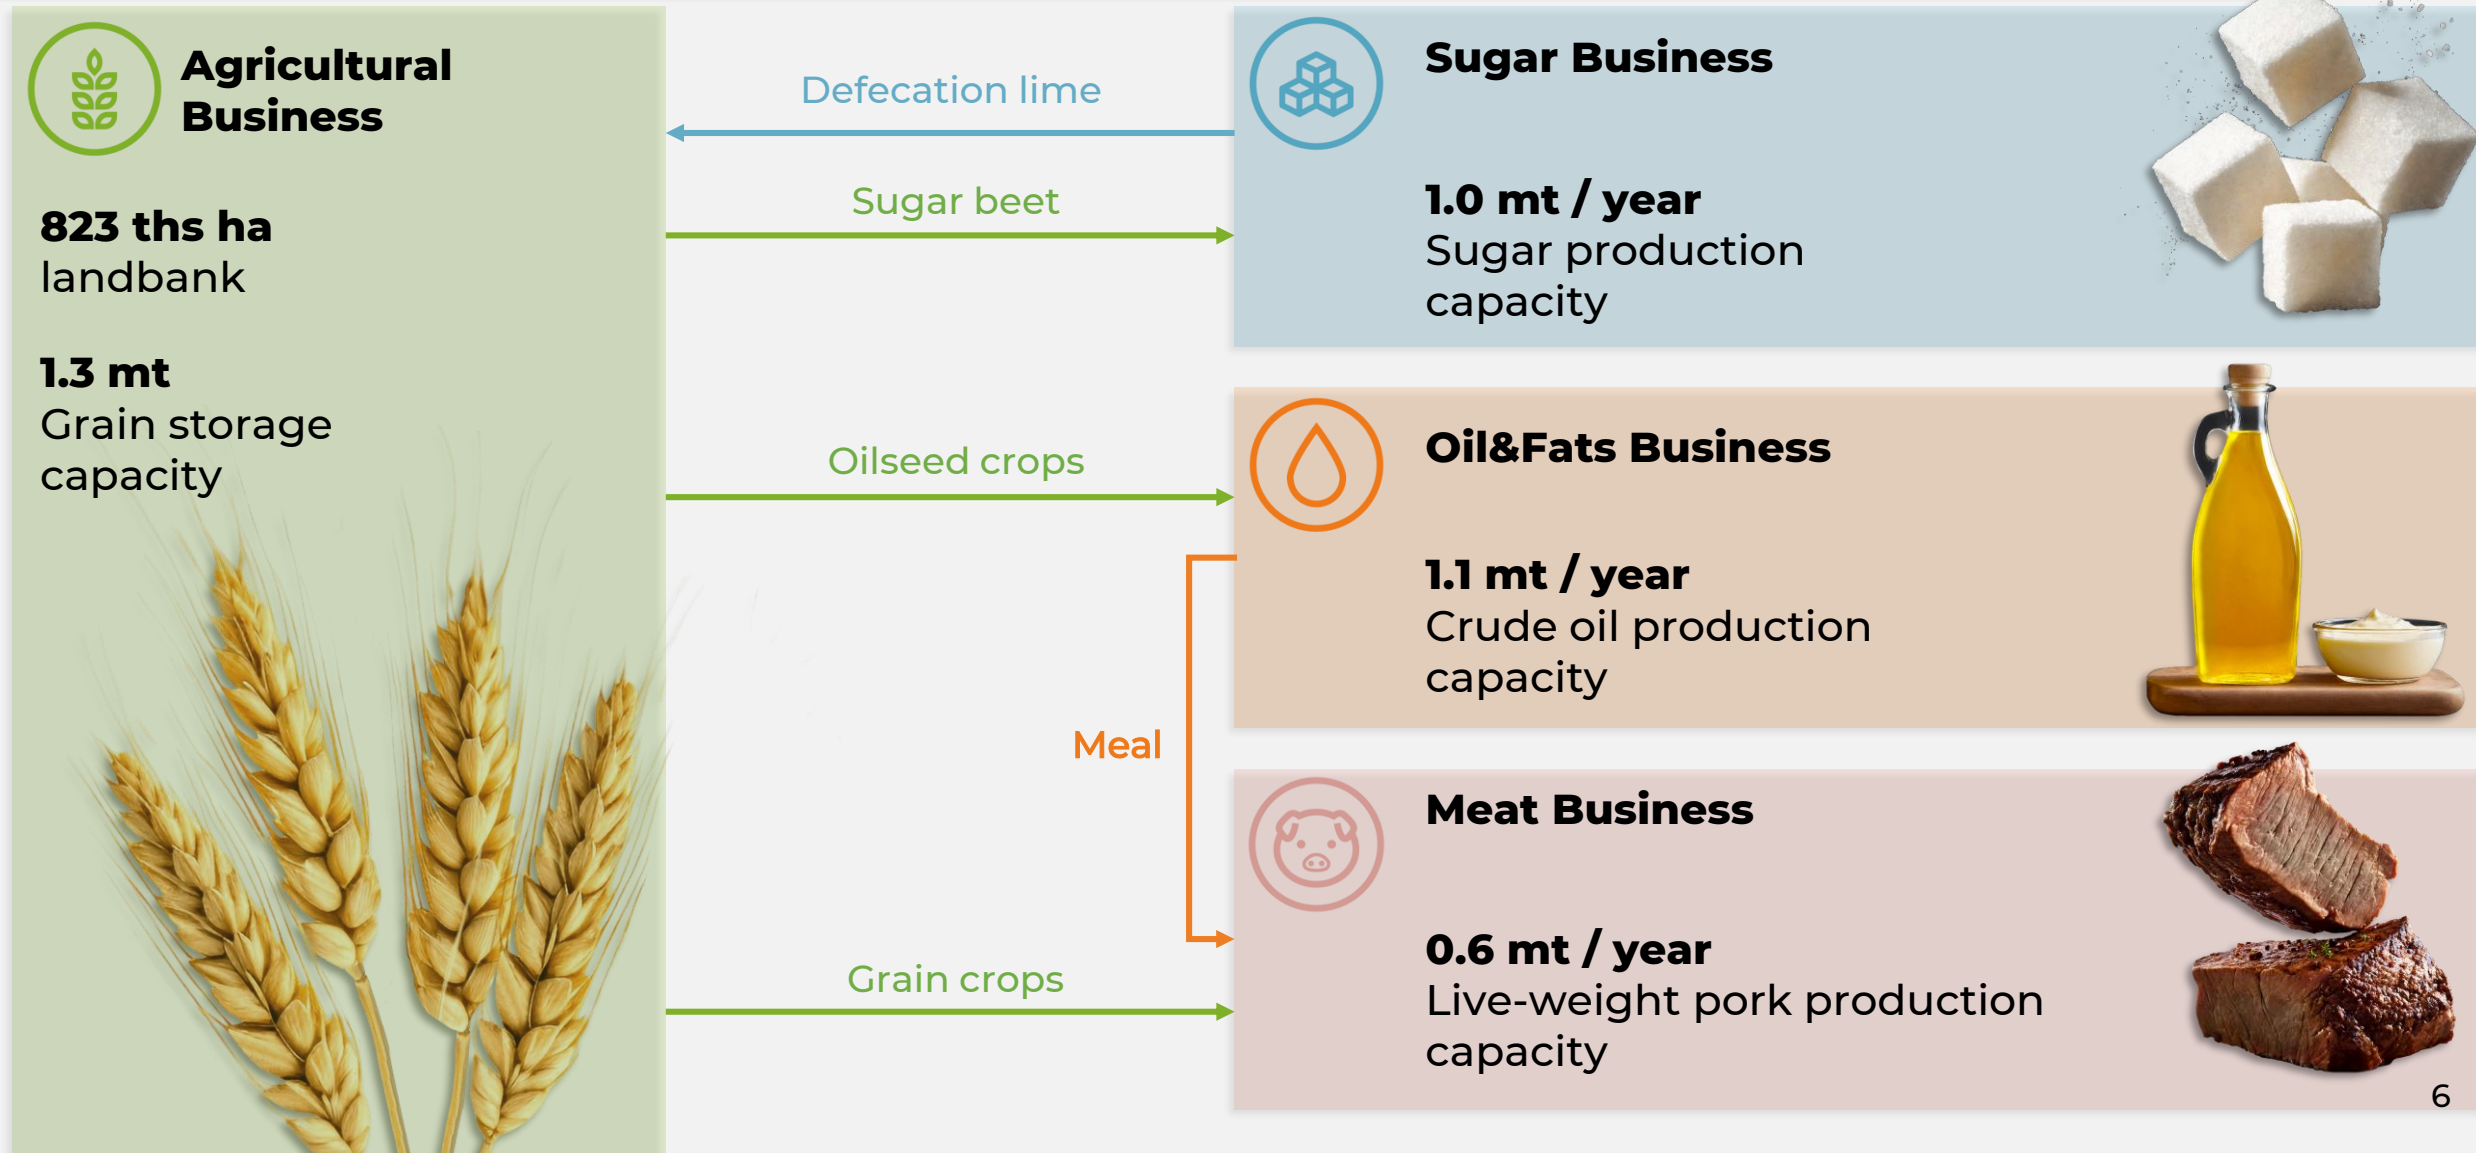 Agricultural
Business
823 ths ha
landbank
1.3 mt
Grain storage
capacity
Defecation lime
Sugar beet
Oilseed crops
Meal
Grain crops
Sugar Business
1.0 mt / year
Sugar production
capacity
Oil&Fats Business
1.1 mt / year
Crude oil production
capacity
Meat Business
0.6 mt / year
Live-weight pork production
capacity
6